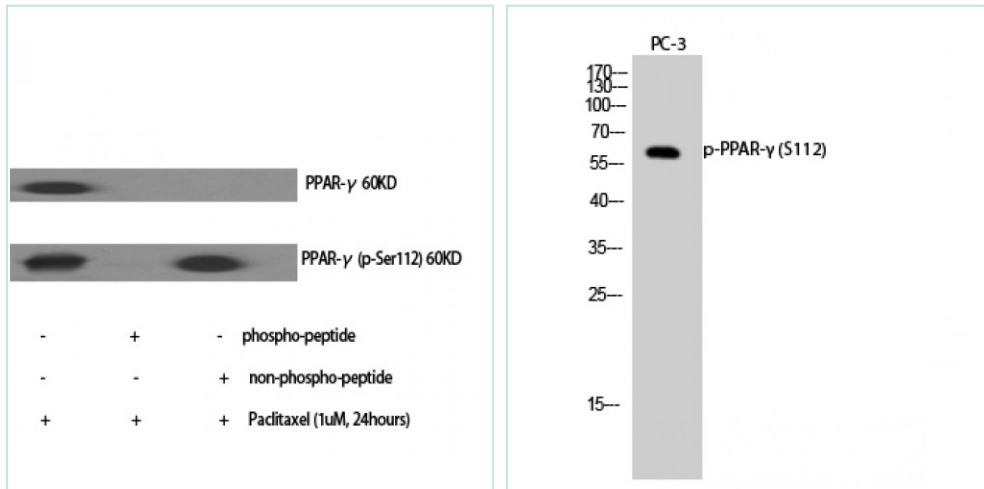 PPAR-γ 60KD
PPAR-γ (p-Ser112) 60KD
- + - phospho-peptide
- - + non-phospho-peptide
+ + + Paclitaxel (1uM, 24hours)
PC-3
170--
130--
100--
70--
p-PPAR-γ (S112)
55--
40--
35--
25--
15--